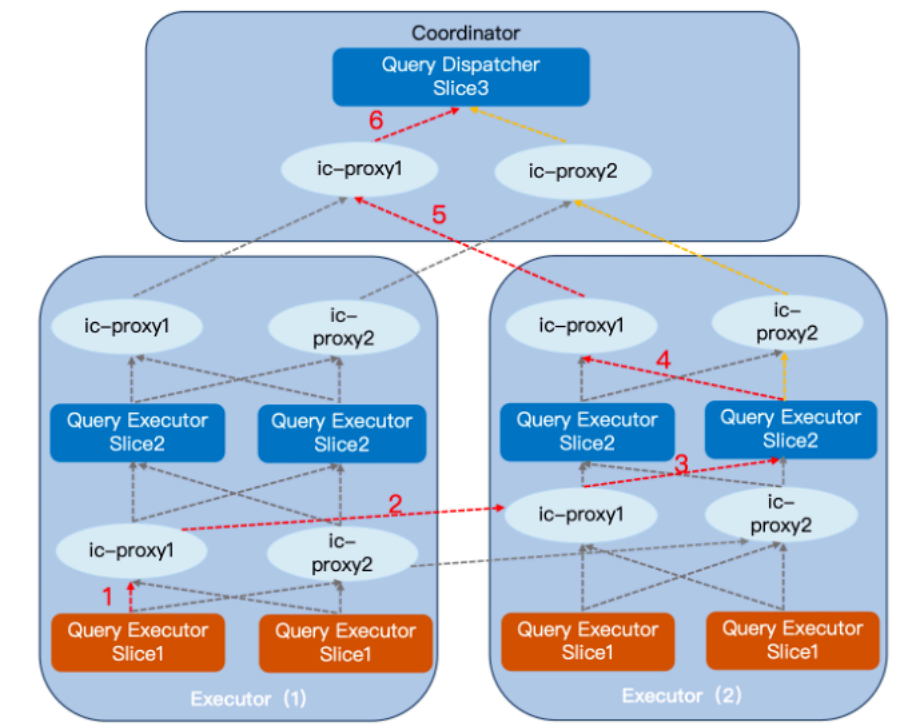 Coordinator
Query Dispatcher
Slice3
6
ic-proxy1
ic-proxy2
5
ic-proxy1
ic-
proxy2
ic-proxy1
ic-
proxy2
4
Query Executor
Slice2
Query Executor
Slice2
Query Executor
Slice2
Query Executor
Slice2
3
2
ic-proxy1
ic-
proxy2
ic-proxy1
ic-
proxy2
1
Query Executor
Slice1
Query Executor
Slice1
Query Executor
Slice1
Query Executor
Slice1
Executor（1）
Executor（2）